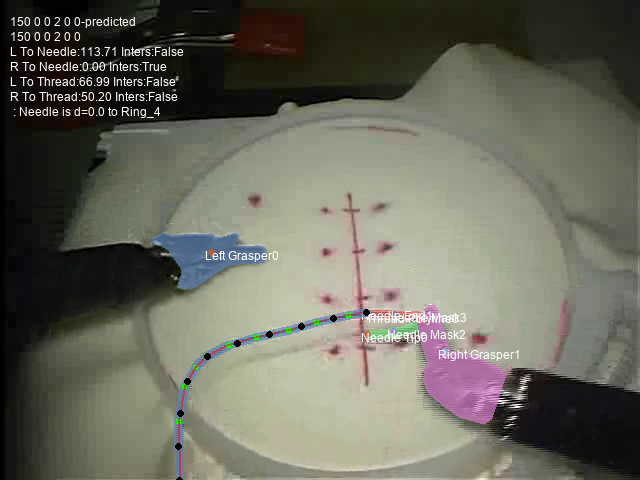 150 0 0 2 0 0-predicted
150 0 0 2 0 0
L To Needle:113.71 Inters:False
R To Needle:0.00 Inters:True
L To Thread:66.99 Inters:False
R To Thread:50.20 Inters:False
: Needle is d=0.0 to Ring_4
Left Grasper0
Needle Mask2
Right Grasper1